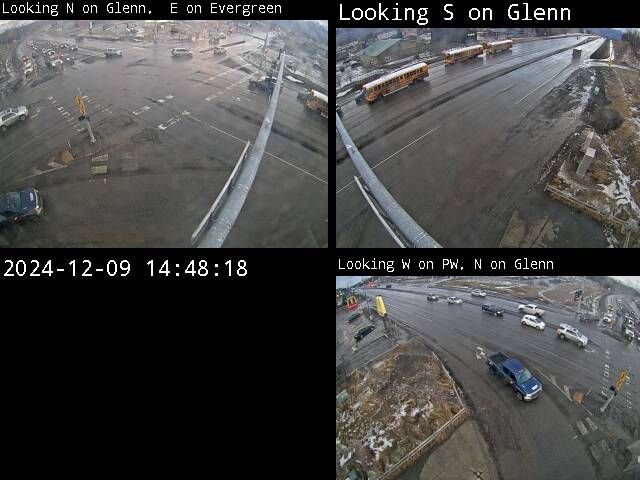 Looking N on Glenn,  E on Evergreen
Looking S on Glenn
2024-12-09 14:48:18
Looking W on PW, N on Glenn